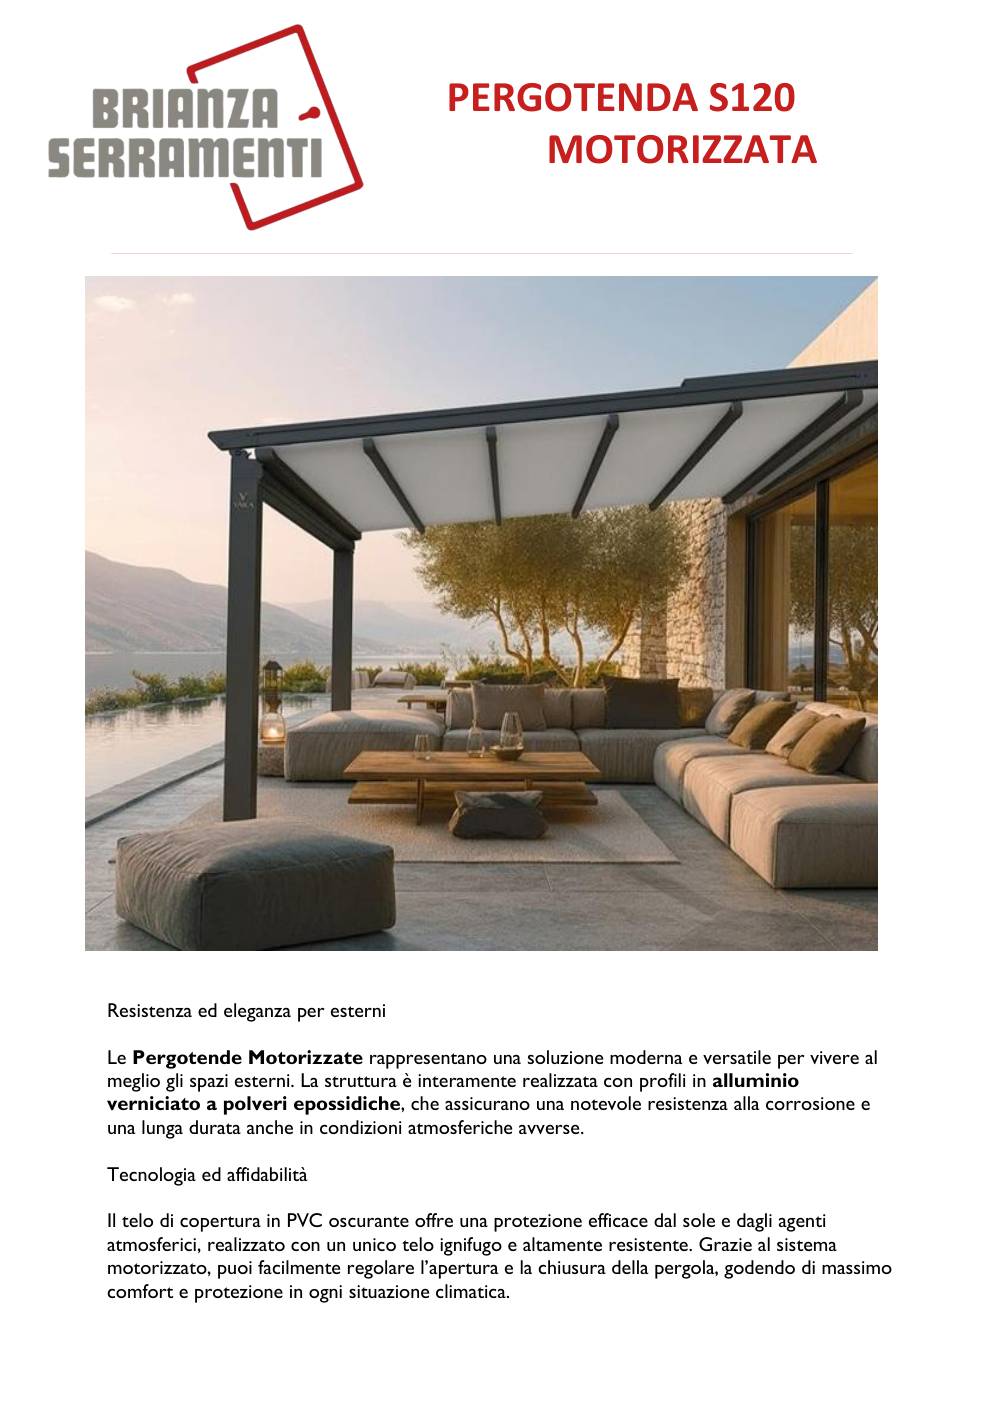 BRIANZA
SERRAMENTI
PERGOTENDA S120
MOTORIZZATA
Resistenza ed eleganza per esterni
Le Pergotende Motorizzate rappresentano una soluzione moderna e versatile per vivere al
meglio gli spazi esterni. La struttura è interamente realizzata con profili in alluminio
verniciato a polveri epossidiche, che assicurano una notevole resistenza alla corrosione e
una lunga durata anche in condizioni atmosferiche avverse.
Tecnologia ed affidabilità
Il telo di copertura in PVC oscurante offre una protezione efficace dal sole e dagli agenti
atmosferici, realizzato con un unico telo ignifugo e altamente resistente. Grazie al sistema
motorizzato, puoi facilmente regolare l’apertura e la chiusura della pergola, godendo di massimo
comfort e protezione in ogni situazione climatica.